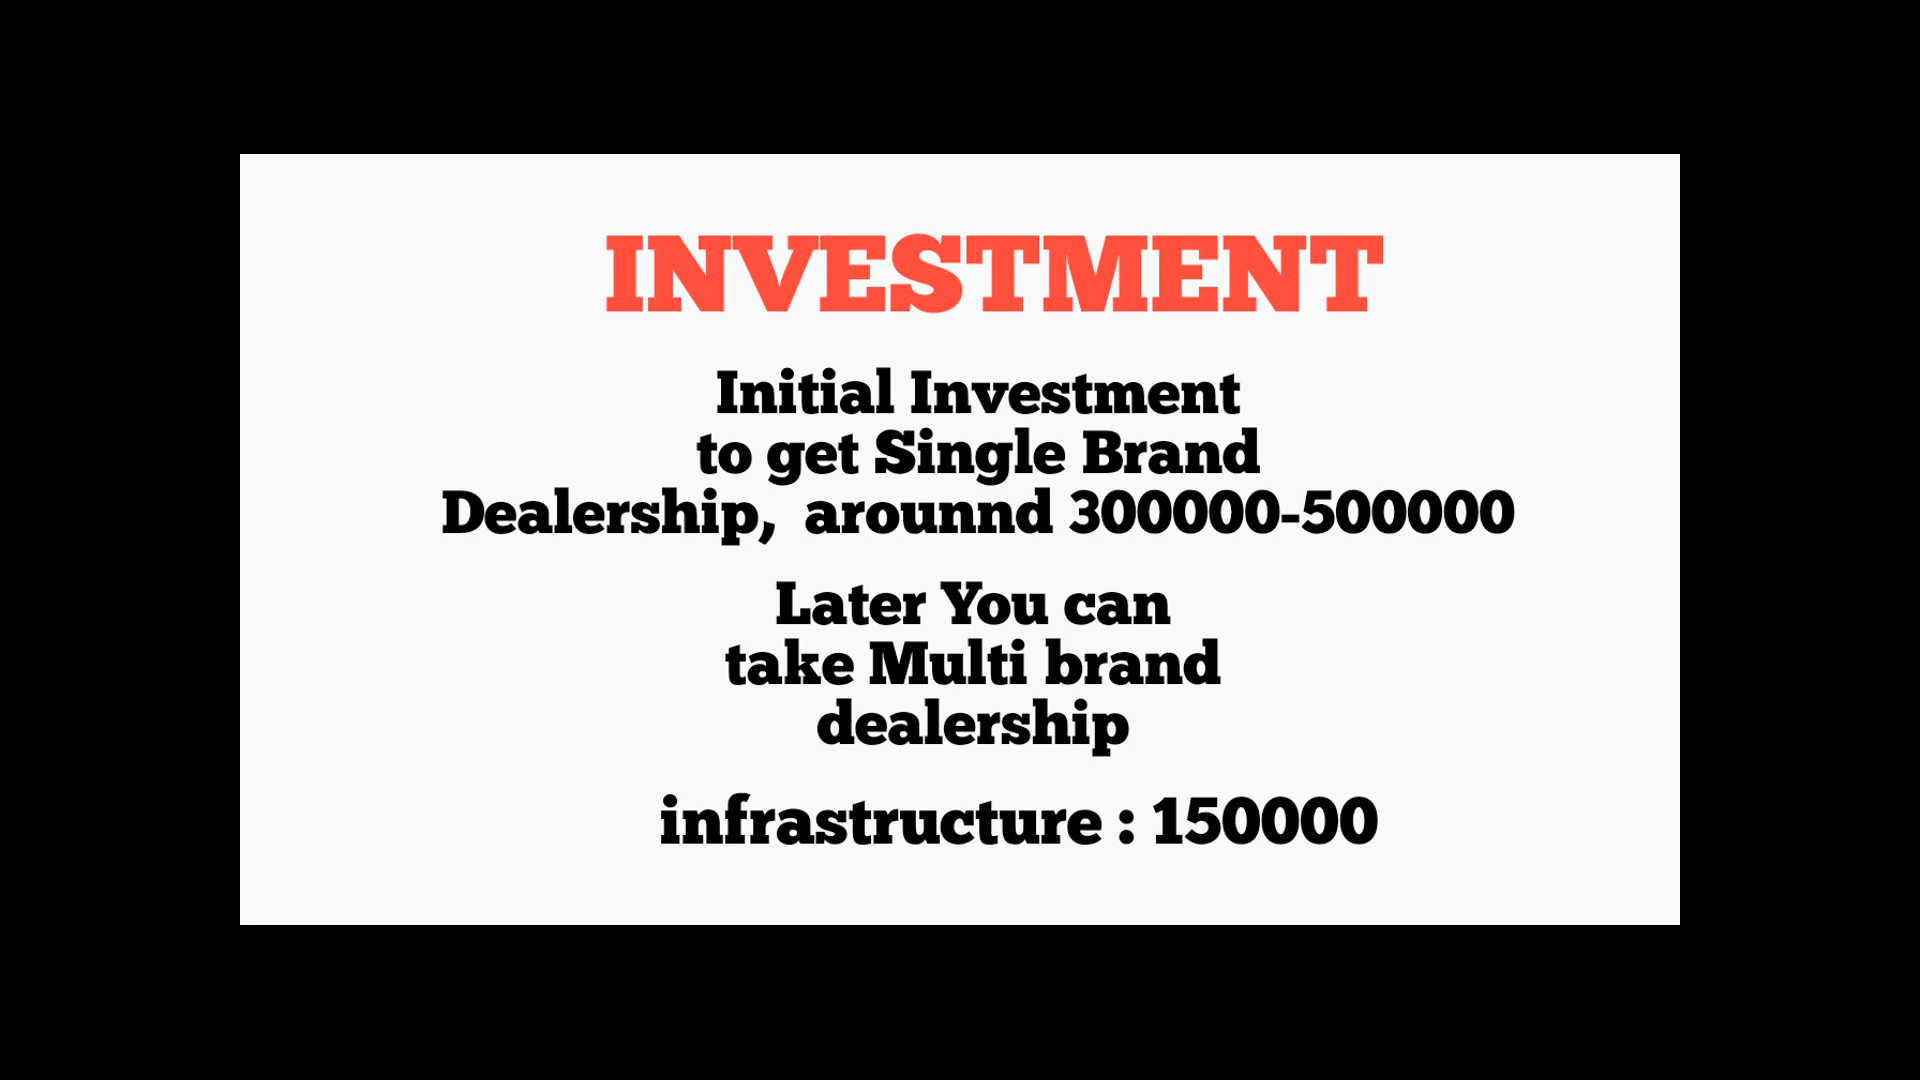 INVESTMENT
Initial Investment
to get Single Brand
Dealership,  arounnd 300000-500000
Later You can
take Multi brand
dealership
infrastructure : 150000